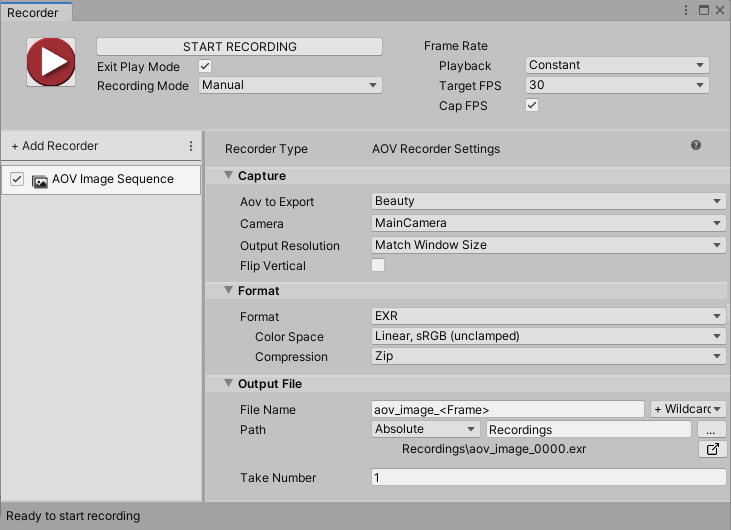 Recorder
START RECORDING
Exit Play Mode
Recording Mode Manual
Frame Rate
Playback Constant
Target FPS 30
Cap FPS
+ Add Recorder
AOV Image Sequence
Recorder Type AOV Recorder Settings
Capture
Aov to Export Beauty
Camera MainCamera
Output Resolution Match Window Size
Flip Vertical
Format
Format EXR
Color Space Linear, sRGB (unclamped)
Compression Zip
Output File
File Name aov_image_<Frame> + Wildcarc
Path Absolute Recordings ...
Recordings\aov_image_0000.exr
Take Number 1
Ready to start recording